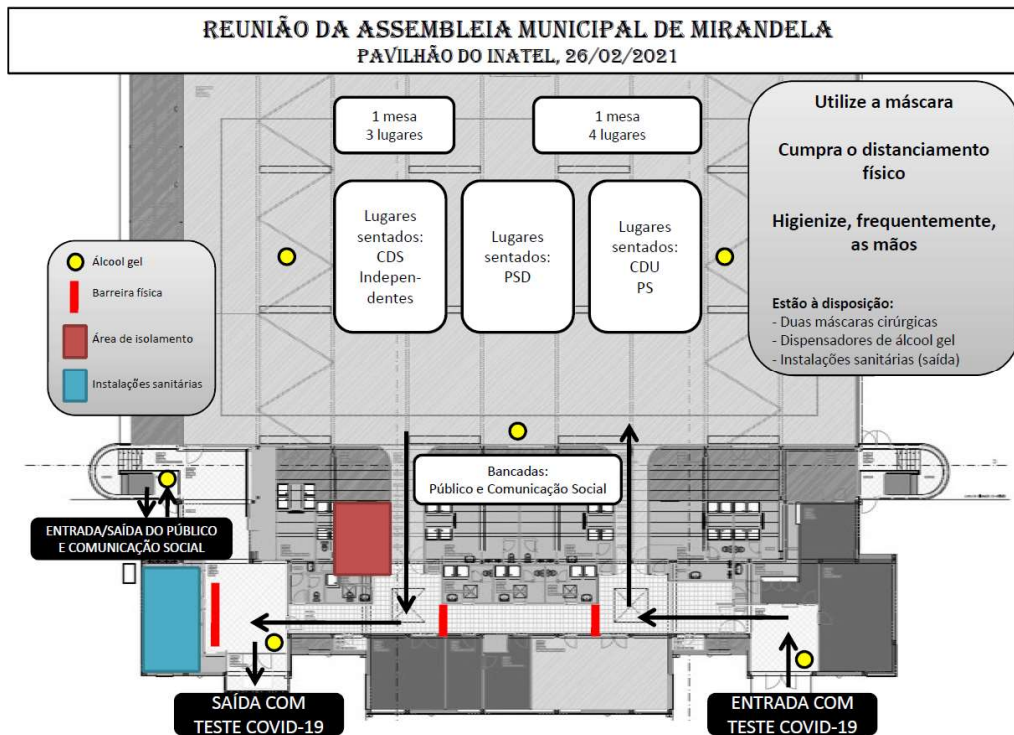 REUNIÃO DA ASSEMBLEIA MUNICIPAL DE MIRANDELA
PAVILHÃO DO INATEL, 26/02/2021
1 mesa
3 lugares
1 mesa
4 lugares
Utilize a máscara
Cumpra o distanciamento
físico
Higienize, frequentemente,
as mãos
Estão à disposição:
- Duas máscaras cirúrgicas
- Dispensadores de álcool gel
- Instalações sanitárias (saída)
Lugares
sentados:
CDS
Indepen-
dentes
Lugares
sentados:
PSD
Lugares
sentados:
CDU
PS
Álcool gel
Barreira física
Área de isolamento
Instalações sanitárias
Bancadas:
Público e Comunicação Social
ENTRADA/SAÍDA DO PÚBLICO
E COMUNICAÇÃO SOCIAL
SAÍDA COM
TESTE COVID-19
ENTRADA COM
TESTE COVID-19